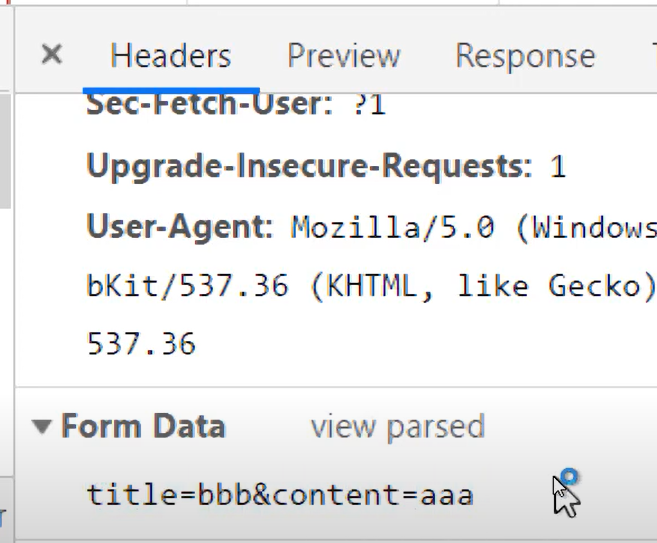 × Headers Preview Response
Sec-Fetch-User: ?1
Upgrade-Insecure-Requests: 1
User-Agent: Mozilla/5.0 (Windows
bKit/537.36 (KHTML, like Gecko)
537.36
▼ Form Data view parsed
title=bbb&content=aaa